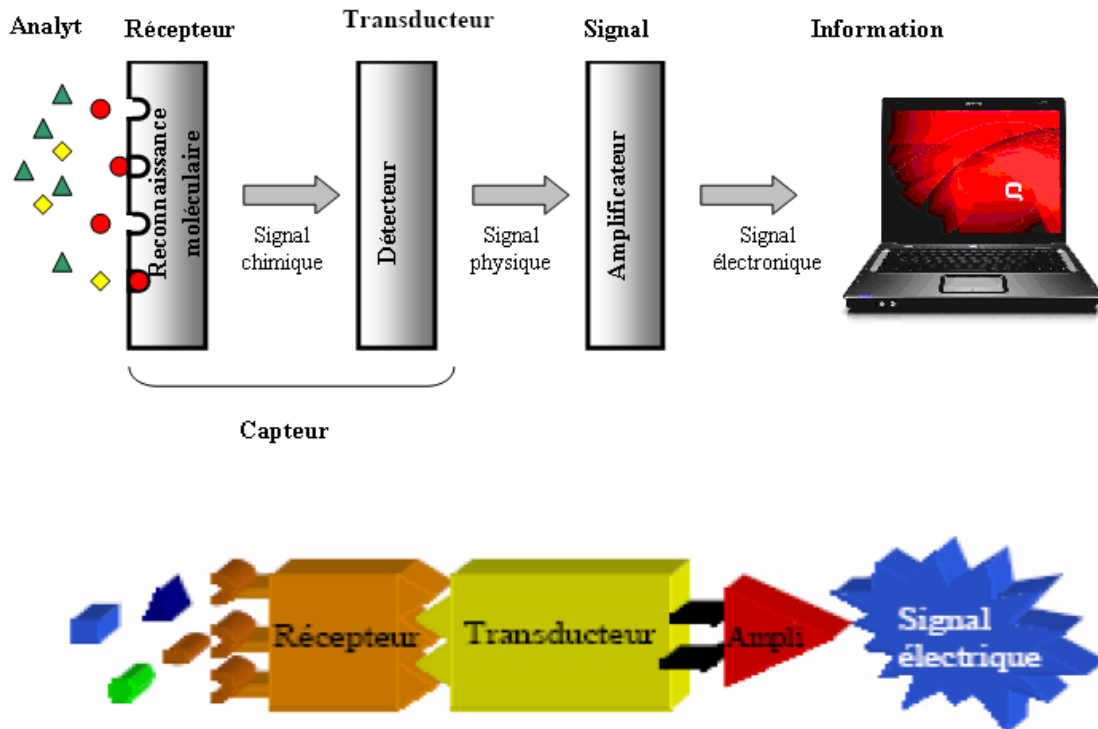 Analyt
Récepteur
Transducteur
Signal
Information
Reconnaissance
moléculaire
Signal
chimique
Détecteur
Signal
physique
Amplificateur
Signal
électronique
Capteur
Récepteur
Transducteur
Ampli
Signal
électrique